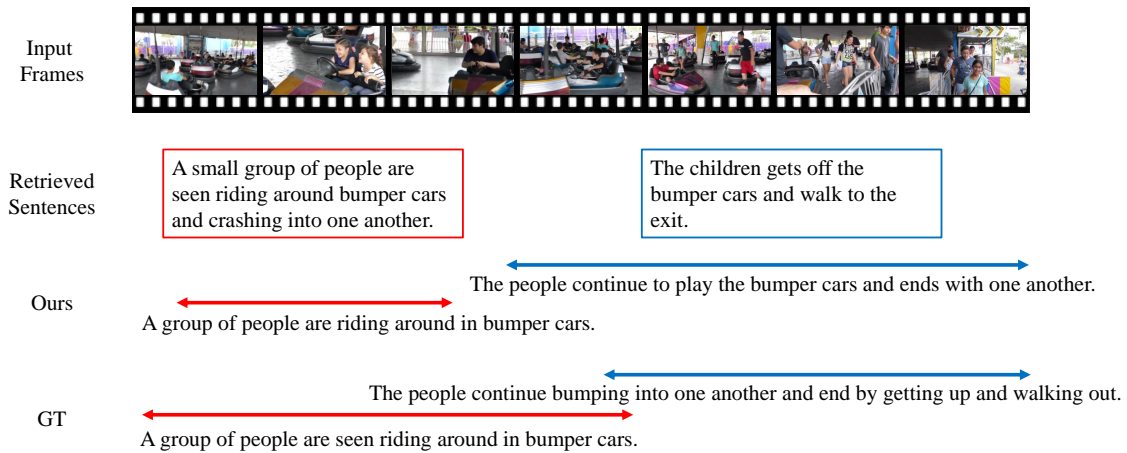 Input
Frames
Retrieved
Sentences
A small group of people are
seen riding around bumper cars
and crashing into one another.
The children gets off the
bumper cars and walk to the
exit.
Ours
The people continue to play the bumper cars and ends with one another.
A group of people are riding around in bumper cars.
GT
The people continue bumping into one another and end by getting up and walking out.
A group of people are seen riding around in bumper cars.